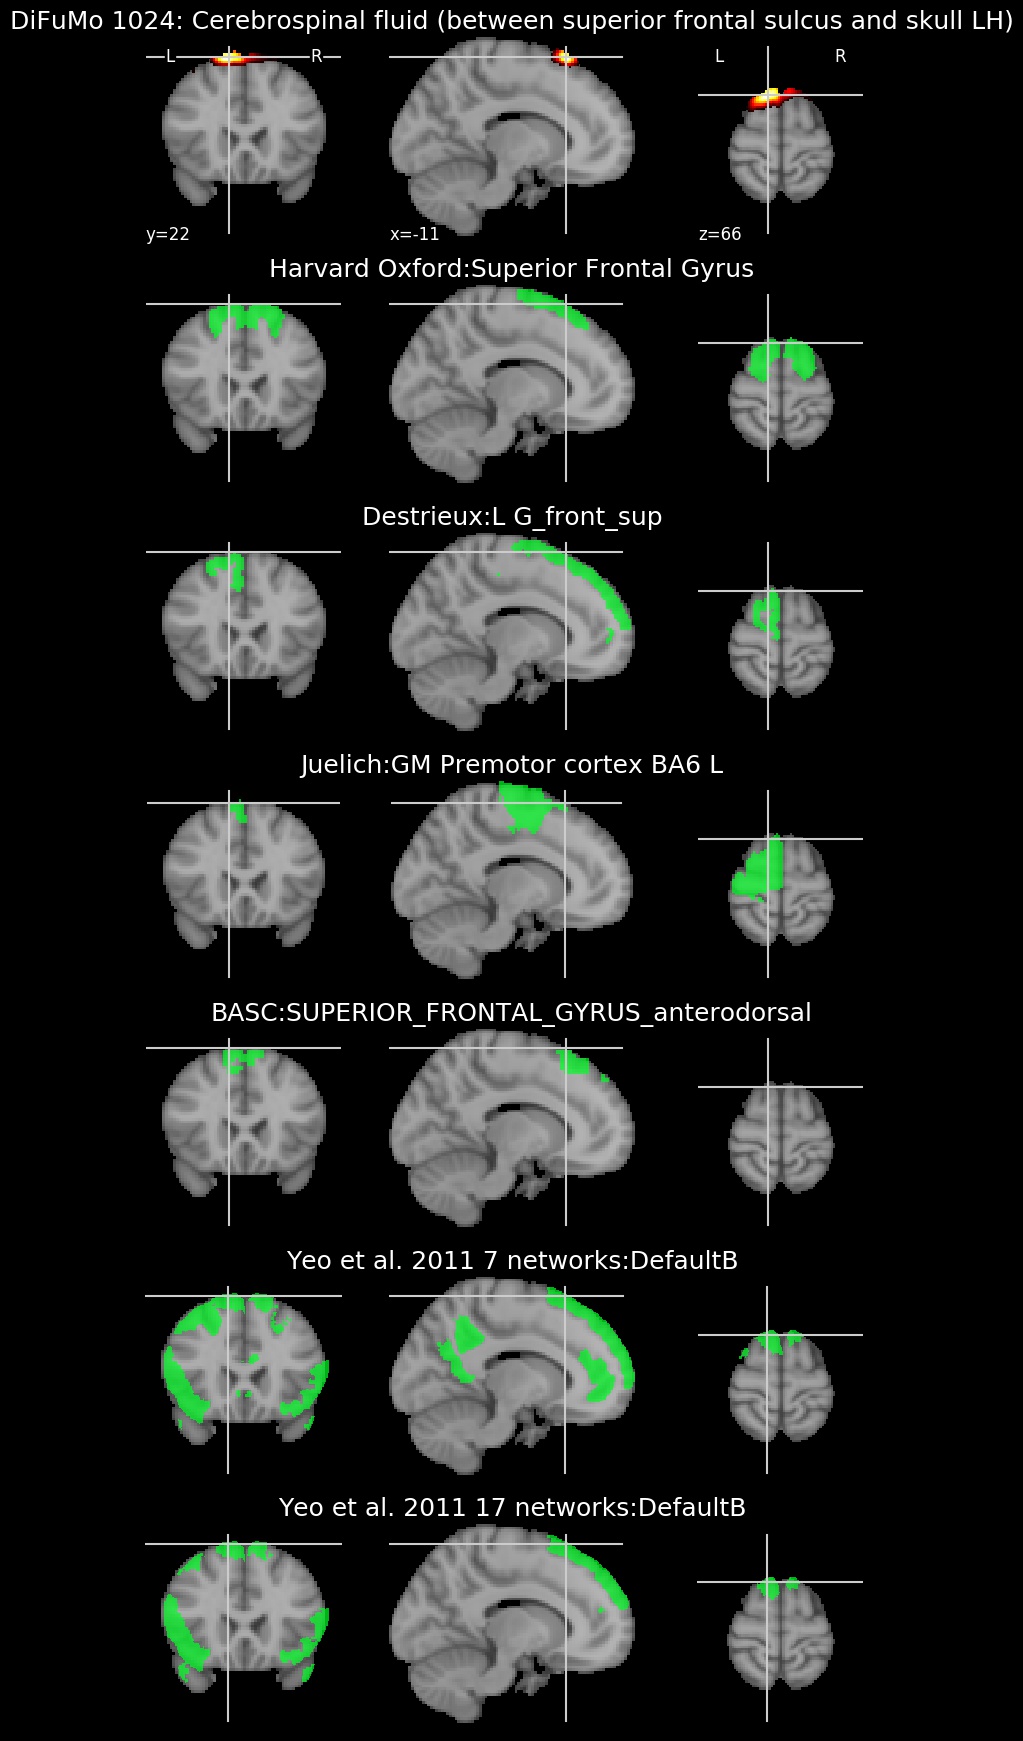 DiFuMo 1024: Cerebrospinal fluid (between superior frontal sulcus and skull LH)
L R L R
y=22 x=-11 z=66
Harvard Oxford:Superior Frontal Gyrus
Destrieux:L G_front_sup
Juelich:GM Premotor cortex BA6 L
BASC:SUPERIOR_FRONTAL_GYRUS_anterodorsal
Yeo et al. 2011 7 networks:DefaultB
Yeo et al. 2011 17 networks:DefaultB